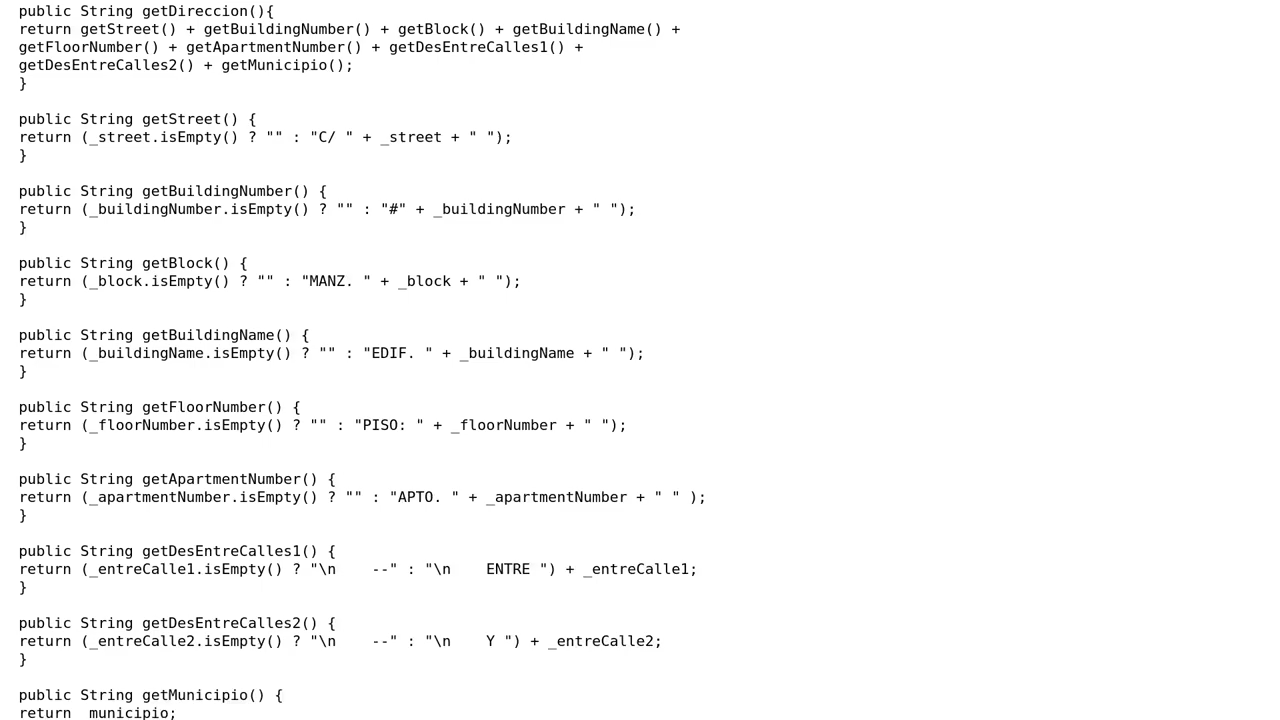 public String getDireccion(){
return getStreet() + getBuildingNumber() + getBlock() + getBuildingName() +
getFloorNumber() + getApartmentNumber() + getDesEntreCalles1() +
getDesEntreCalles2() + getMunicipio();
}

public String getStreet() {
return (_street.isEmpty() ? "" : "C/ " + _street + " ");
}

public String getBuildingNumber() {
return (_buildingNumber.isEmpty() ? "" : "#" + _buildingNumber + " ");
}

public String getBlock() {
return (_block.isEmpty() ? "" : "MANZ. " + _block + " ");
}

public String getBuildingName() {
return (_buildingName.isEmpty() ? "" : "EDIF. " + _buildingName + " ");
}

public String getFloorNumber() {
return (_floorNumber.isEmpty() ? "" : "PISO: " + _floorNumber + " ");
}

public String getApartmentNumber() {
return (_apartmentNumber.isEmpty() ? "" : "APTO. " + _apartmentNumber + " " );
}

public String getDesEntreCalles1() {
return (_entreCalle1.isEmpty() ? "\n    --" : "\n    ENTRE ") + _entreCalle1;
}

public String getDesEntreCalles2() {
return (_entreCalle2.isEmpty() ? "\n    --" : "\n    Y ") + _entreCalle2;
}

public String getMunicipio() {
return  municipio;